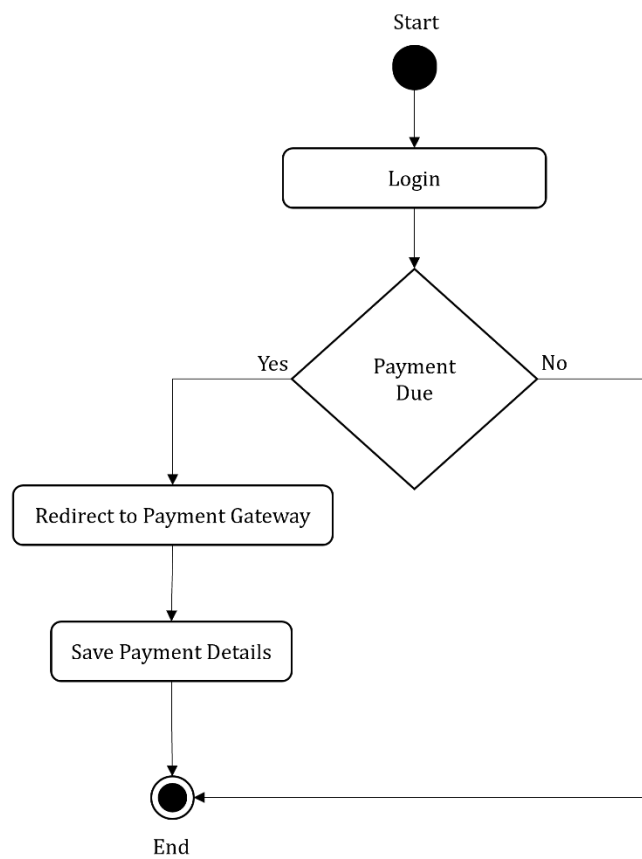 Start
Login
Yes
Payment
Due
No
Redirect to Payment Gateway
Save Payment Details
End